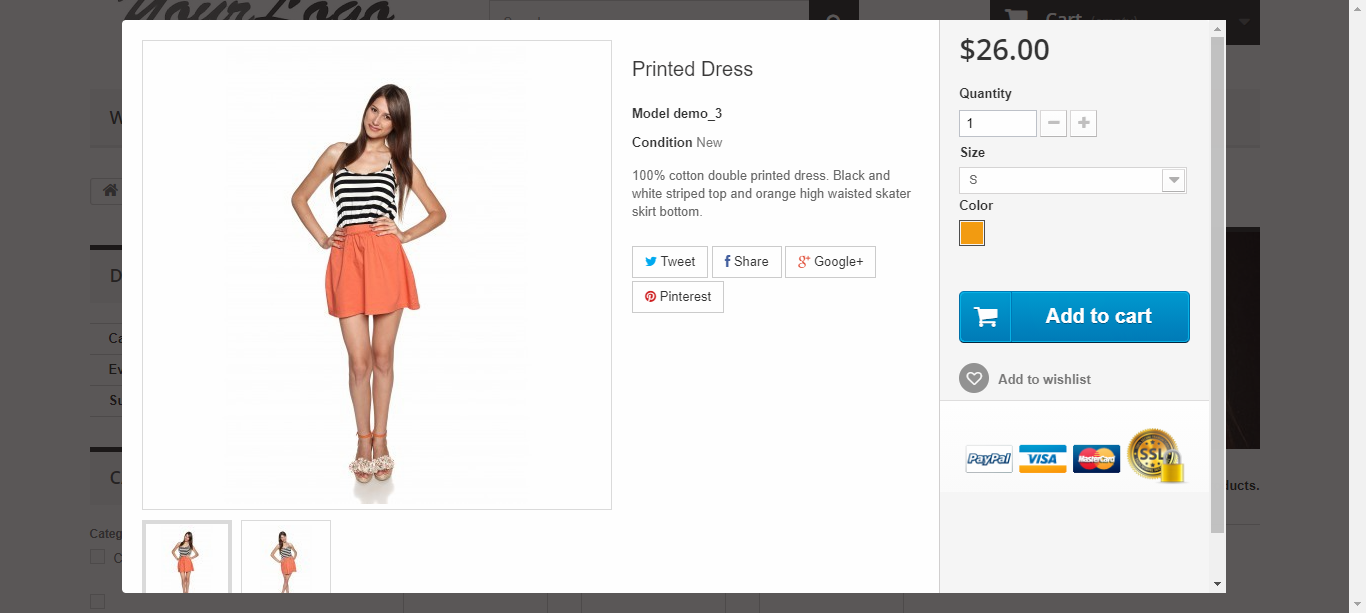 Your Logo
Cart
Printed Dress
Model demo_3
Condition New
100% cotton double printed dress. Black and
white striped top and orange high waisted skater
skirt bottom.
Tweet
f Share
g+ Google+
Pinterest
$26.00
Quantity
1
Size
S
Color
Add to cart
Add to wishlist
PayPal
VISA
MasterCard
SSL